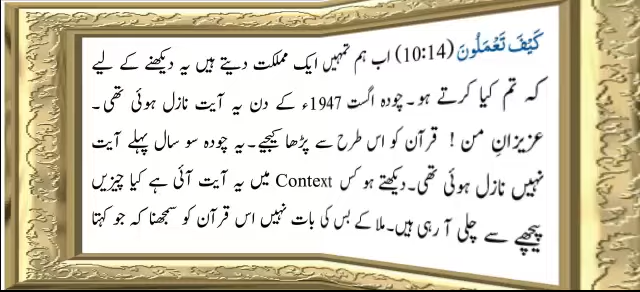 کَیْفَ تَعْمَلُونَ (10:14) اب ہم تمہیں ایک مملکت دیتے ہیں یہ دیکھنے کے لیے
کہ تم کیا کرتے ہو۔ چودہ اگست 1947ء کے دن یہ آیت نازل ہوئی تھی۔
عزیزانِ من! قرآن کو اس طرح سے پڑھا کیجیے۔ یہ چودہ سو سال پہلے آیت
نہیں نازل ہوئی تھی۔ دیکھتے ہو کس Context میں یہ آیت آئی ہے کیا چیزیں
پیچھے سے چلی آ رہی ہیں۔ ملا کے بس کی بات نہیں اس قرآن کو سمجھنا کہ جو کہتا